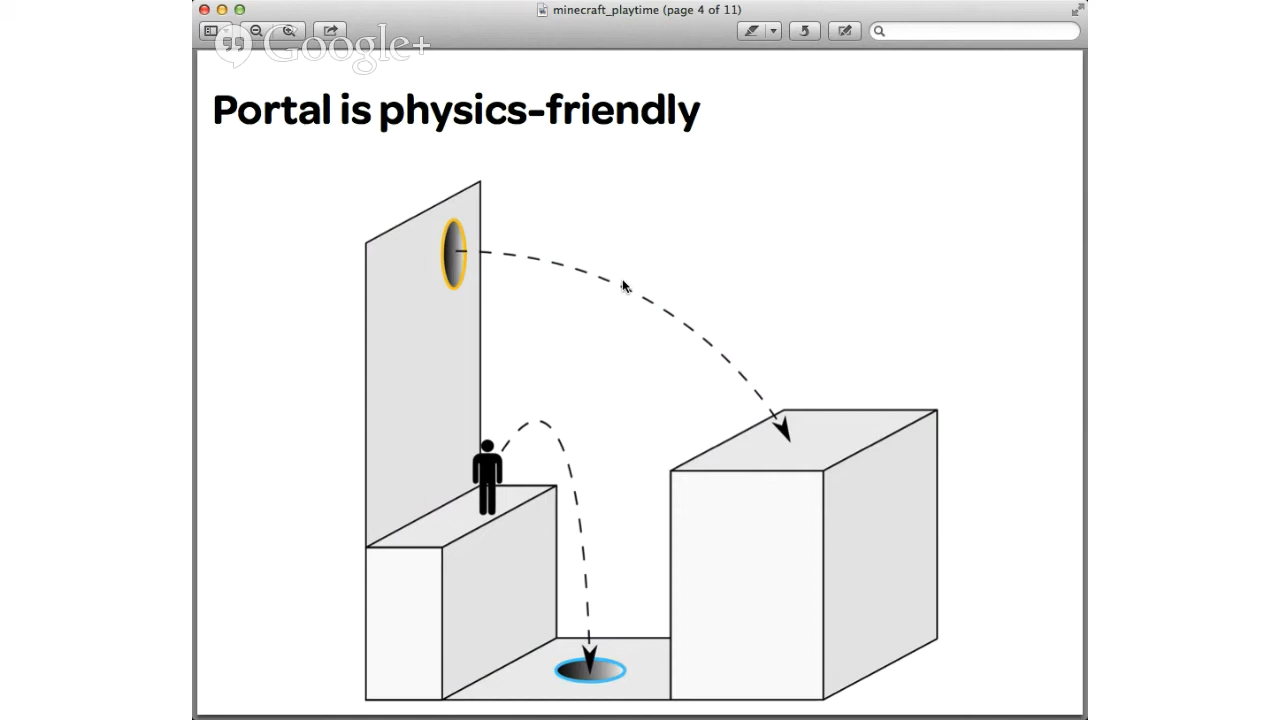 minecraft_playtime (page 4 of 11)
Google+
Portal is physics-friendly